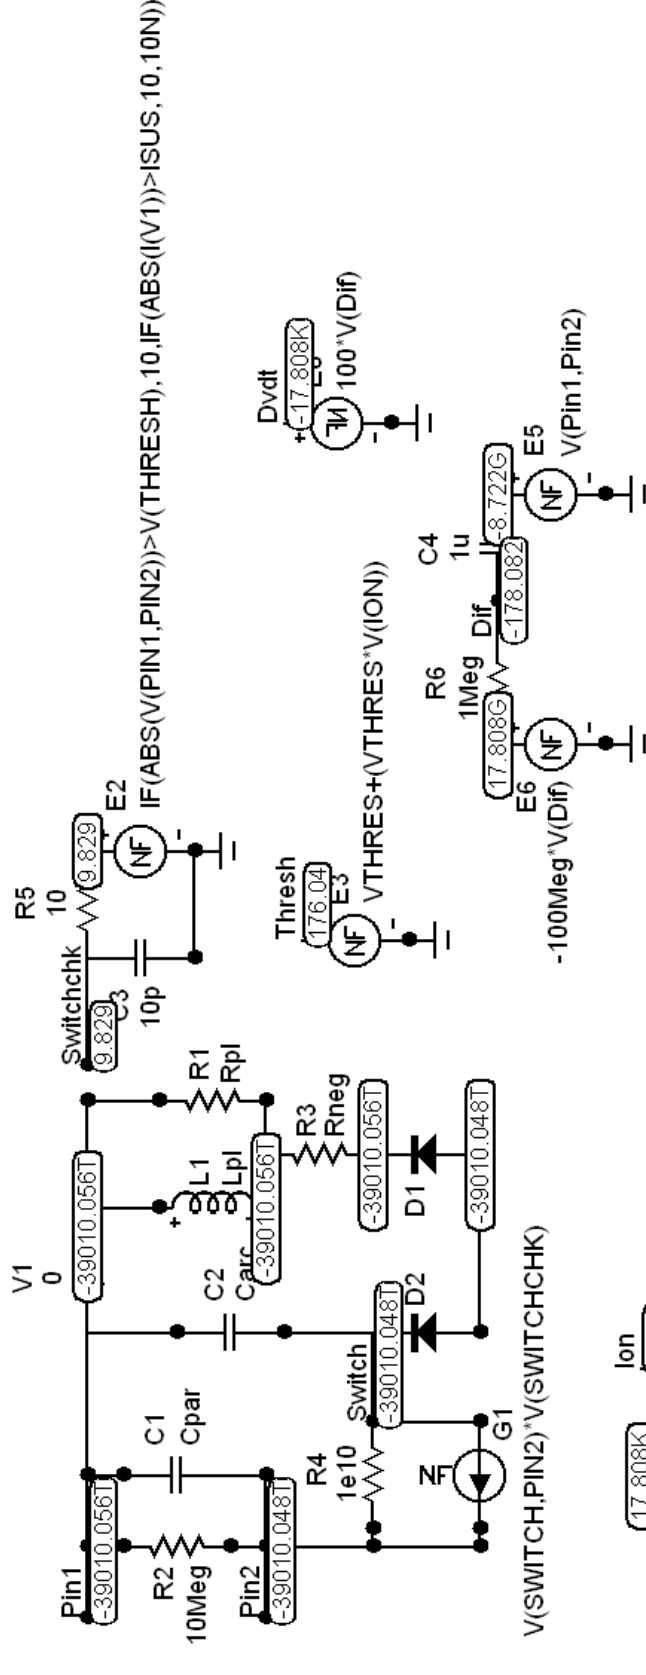 V1
0
Pin1
-39010.056T
-39010.056T
R2
10Meg
C1
Cpar
C2
Carc
L1
Lpl
R1
Rpl
Pin2
-39010.048T
-39010.056T
R3
Rneg
Switch
-39010.048T
-39010.056T
R4
1e10
D2
D1
NF
G1
-39010.048T
V(SWITCH,PIN2)*V(SWITCHCHK)
Switchchk
9.829
C3
10p
R5
10
9.829
E2
NF
IF(ABS(V(PIN1,PIN2))>V(THRESH),10,IF(ABS(I(V1))>ISUS,10,10N))
Thresh
176.04
E3
NF
VTHRES+(VTHRES*V(ION))
Dvdt
-17.808K
NF
100*V(Dif)
17.808G
E6
NF
-100Meg*V(Dif)
R6
1Meg
Dif
-178.082
C4
1u
-8.722G
E5
NF
V(Pin1,Pin2)
Ion
17.808K